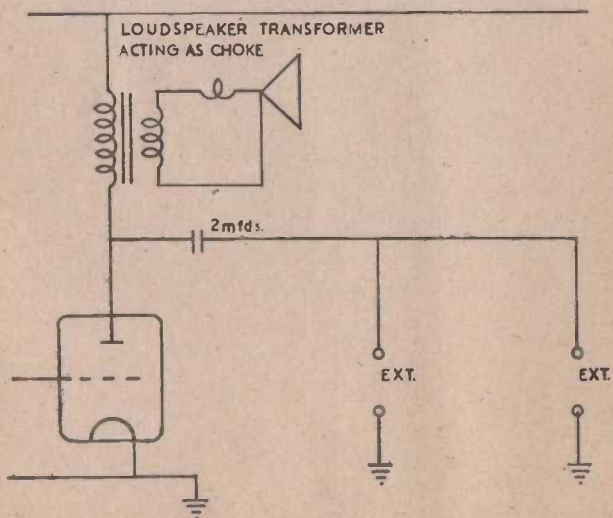 LOUDSPEAKER TRANSFORMER
ACTING AS CHOKE
2mfds.
EXT.
EXT.